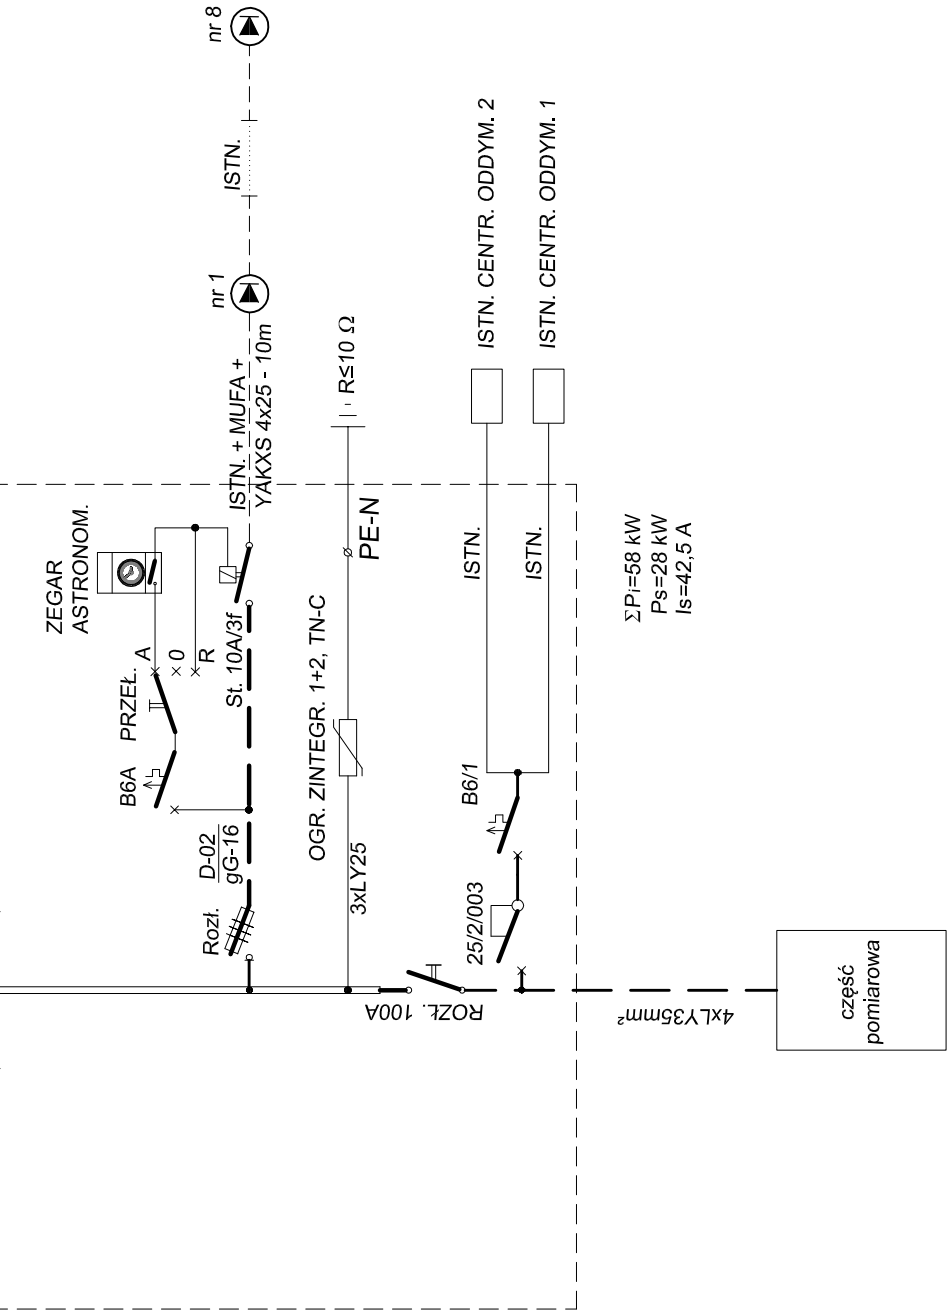 nr 8
ISTN.
nr 1
ISTN. + MUFA +
YAKXS 4x25 - 10m
ZEGAR
ASTRONOM.
PRZEŁ.
A
0
R
B6A
St. 10A/3f
D-02
gG-16
Rozł.
R≤10 Ω
PE-N
OGR. ZINTEGR. 1+2, TN-C
3xLY25
ISTN. CENTR. ODDYM. 2
ISTN. CENTR. ODDYM. 1
ISTN.
ISTN.
B6/1
25/2/003
ROZŁ. 100A
4xLY35mm²
ΣPi=58 kW
Ps=28 kW
Is=42,5 A
część
pomiarowa